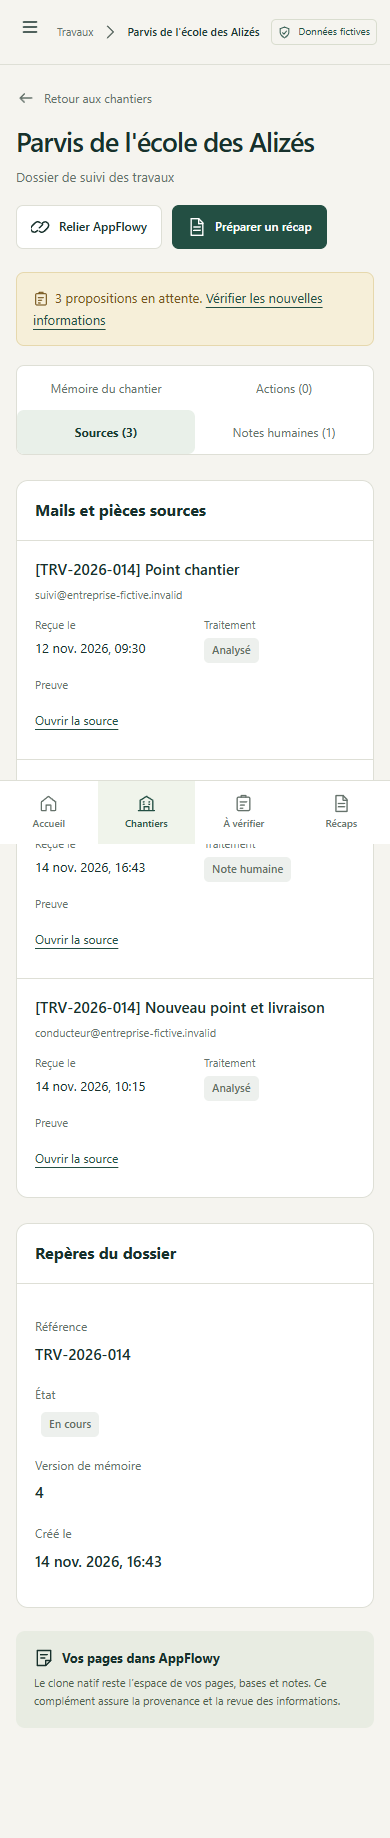 Travaux
Parvis de l'école des Alizés
Données fictives
Retour aux chantiers
Parvis de l'école des Alizés
Dossier de suivi des travaux
Relier AppFlowy
Préparer un récap
3 propositions en attente. Vérifier les nouvelles
informations
Mémoire du chantier
Actions (0)
Sources (3)
Notes humaines (1)
Mails et pièces sources
[TRV-2026-014] Point chantier
suivi@entreprise-fictive.invalid
Reçue le
Traitement
12 nov. 2026, 09:30
Analysé
Preuve
Ouvrir la source
Accueil
Chantiers
À vérifier
Récaps
Reçue le
Traitement
14 nov. 2026, 16:43
Note humaine
Preuve
Ouvrir la source
[TRV-2026-014] Nouveau point et livraison
conducteur@entreprise-fictive.invalid
Reçue le
Traitement
14 nov. 2026, 10:15
Analysé
Preuve
Ouvrir la source
Repères du dossier
Référence
TRV-2026-014
État
En cours
Version de mémoire
4
Créé le
14 nov. 2026, 16:43
Vos pages dans AppFlowy
Le clone natif reste l'espace de vos pages, bases et notes. Ce
complément assure la provenance et la revue des informations.